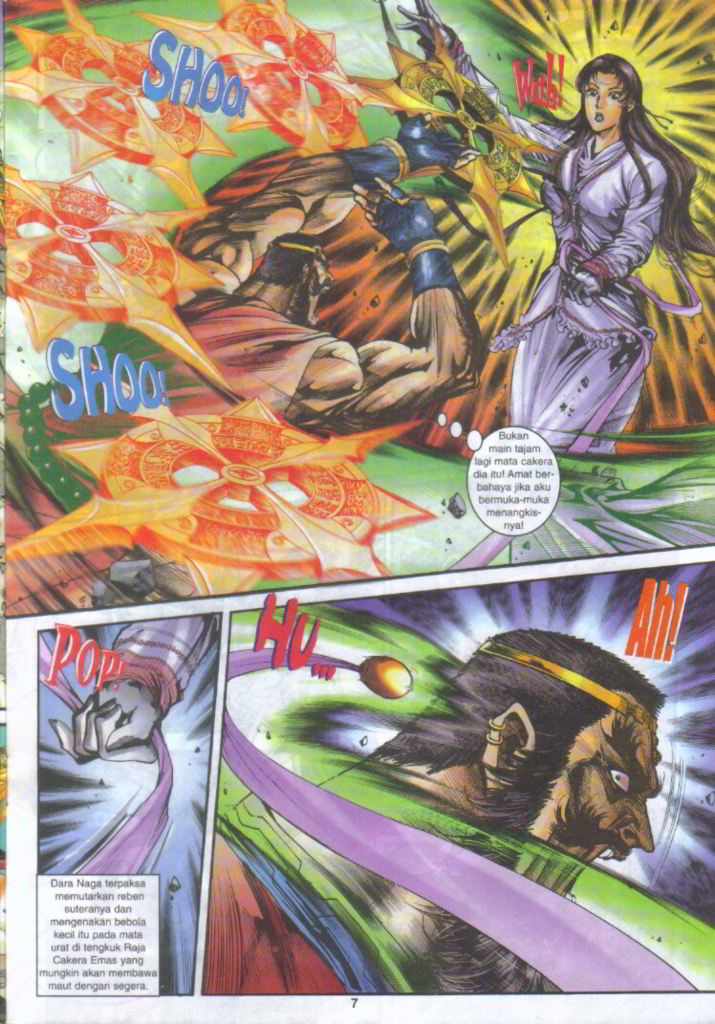 SHOO!
Wah!
SHOO!
Bukan
main tajam
lagi mata cakera
dia itu! Amat ber-
bahaya jika aku
bermuka-muka
menangkis-
nya!
POP!
HU...
Ah!
Dara Naga terpaksa
memutarkan reben
suteranya dan
mengenakan bebola
kecil itu pada mata
urat di tengkuk Raja
Cakera Emas yang
mungkin akan membawa
maut dengan segera.
7